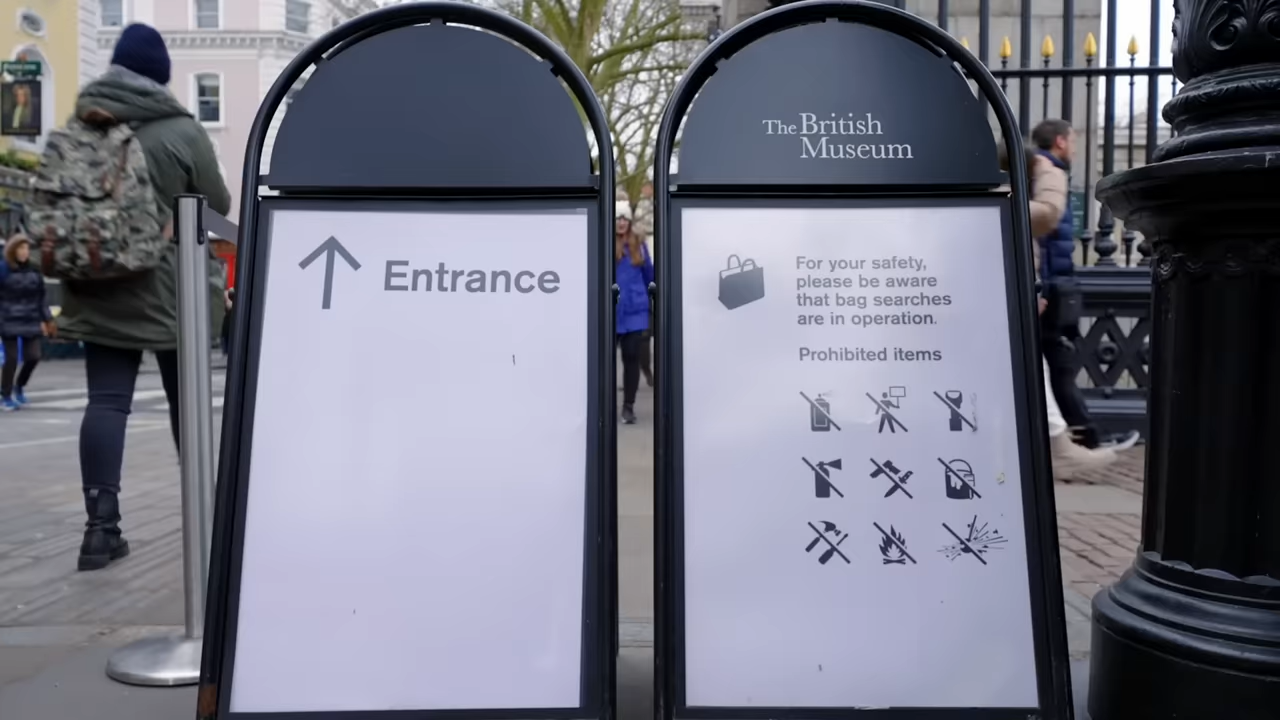 Entrance
The British
Museum
For your safety,
please be aware
that bag searches
are in operation.
Prohibited items